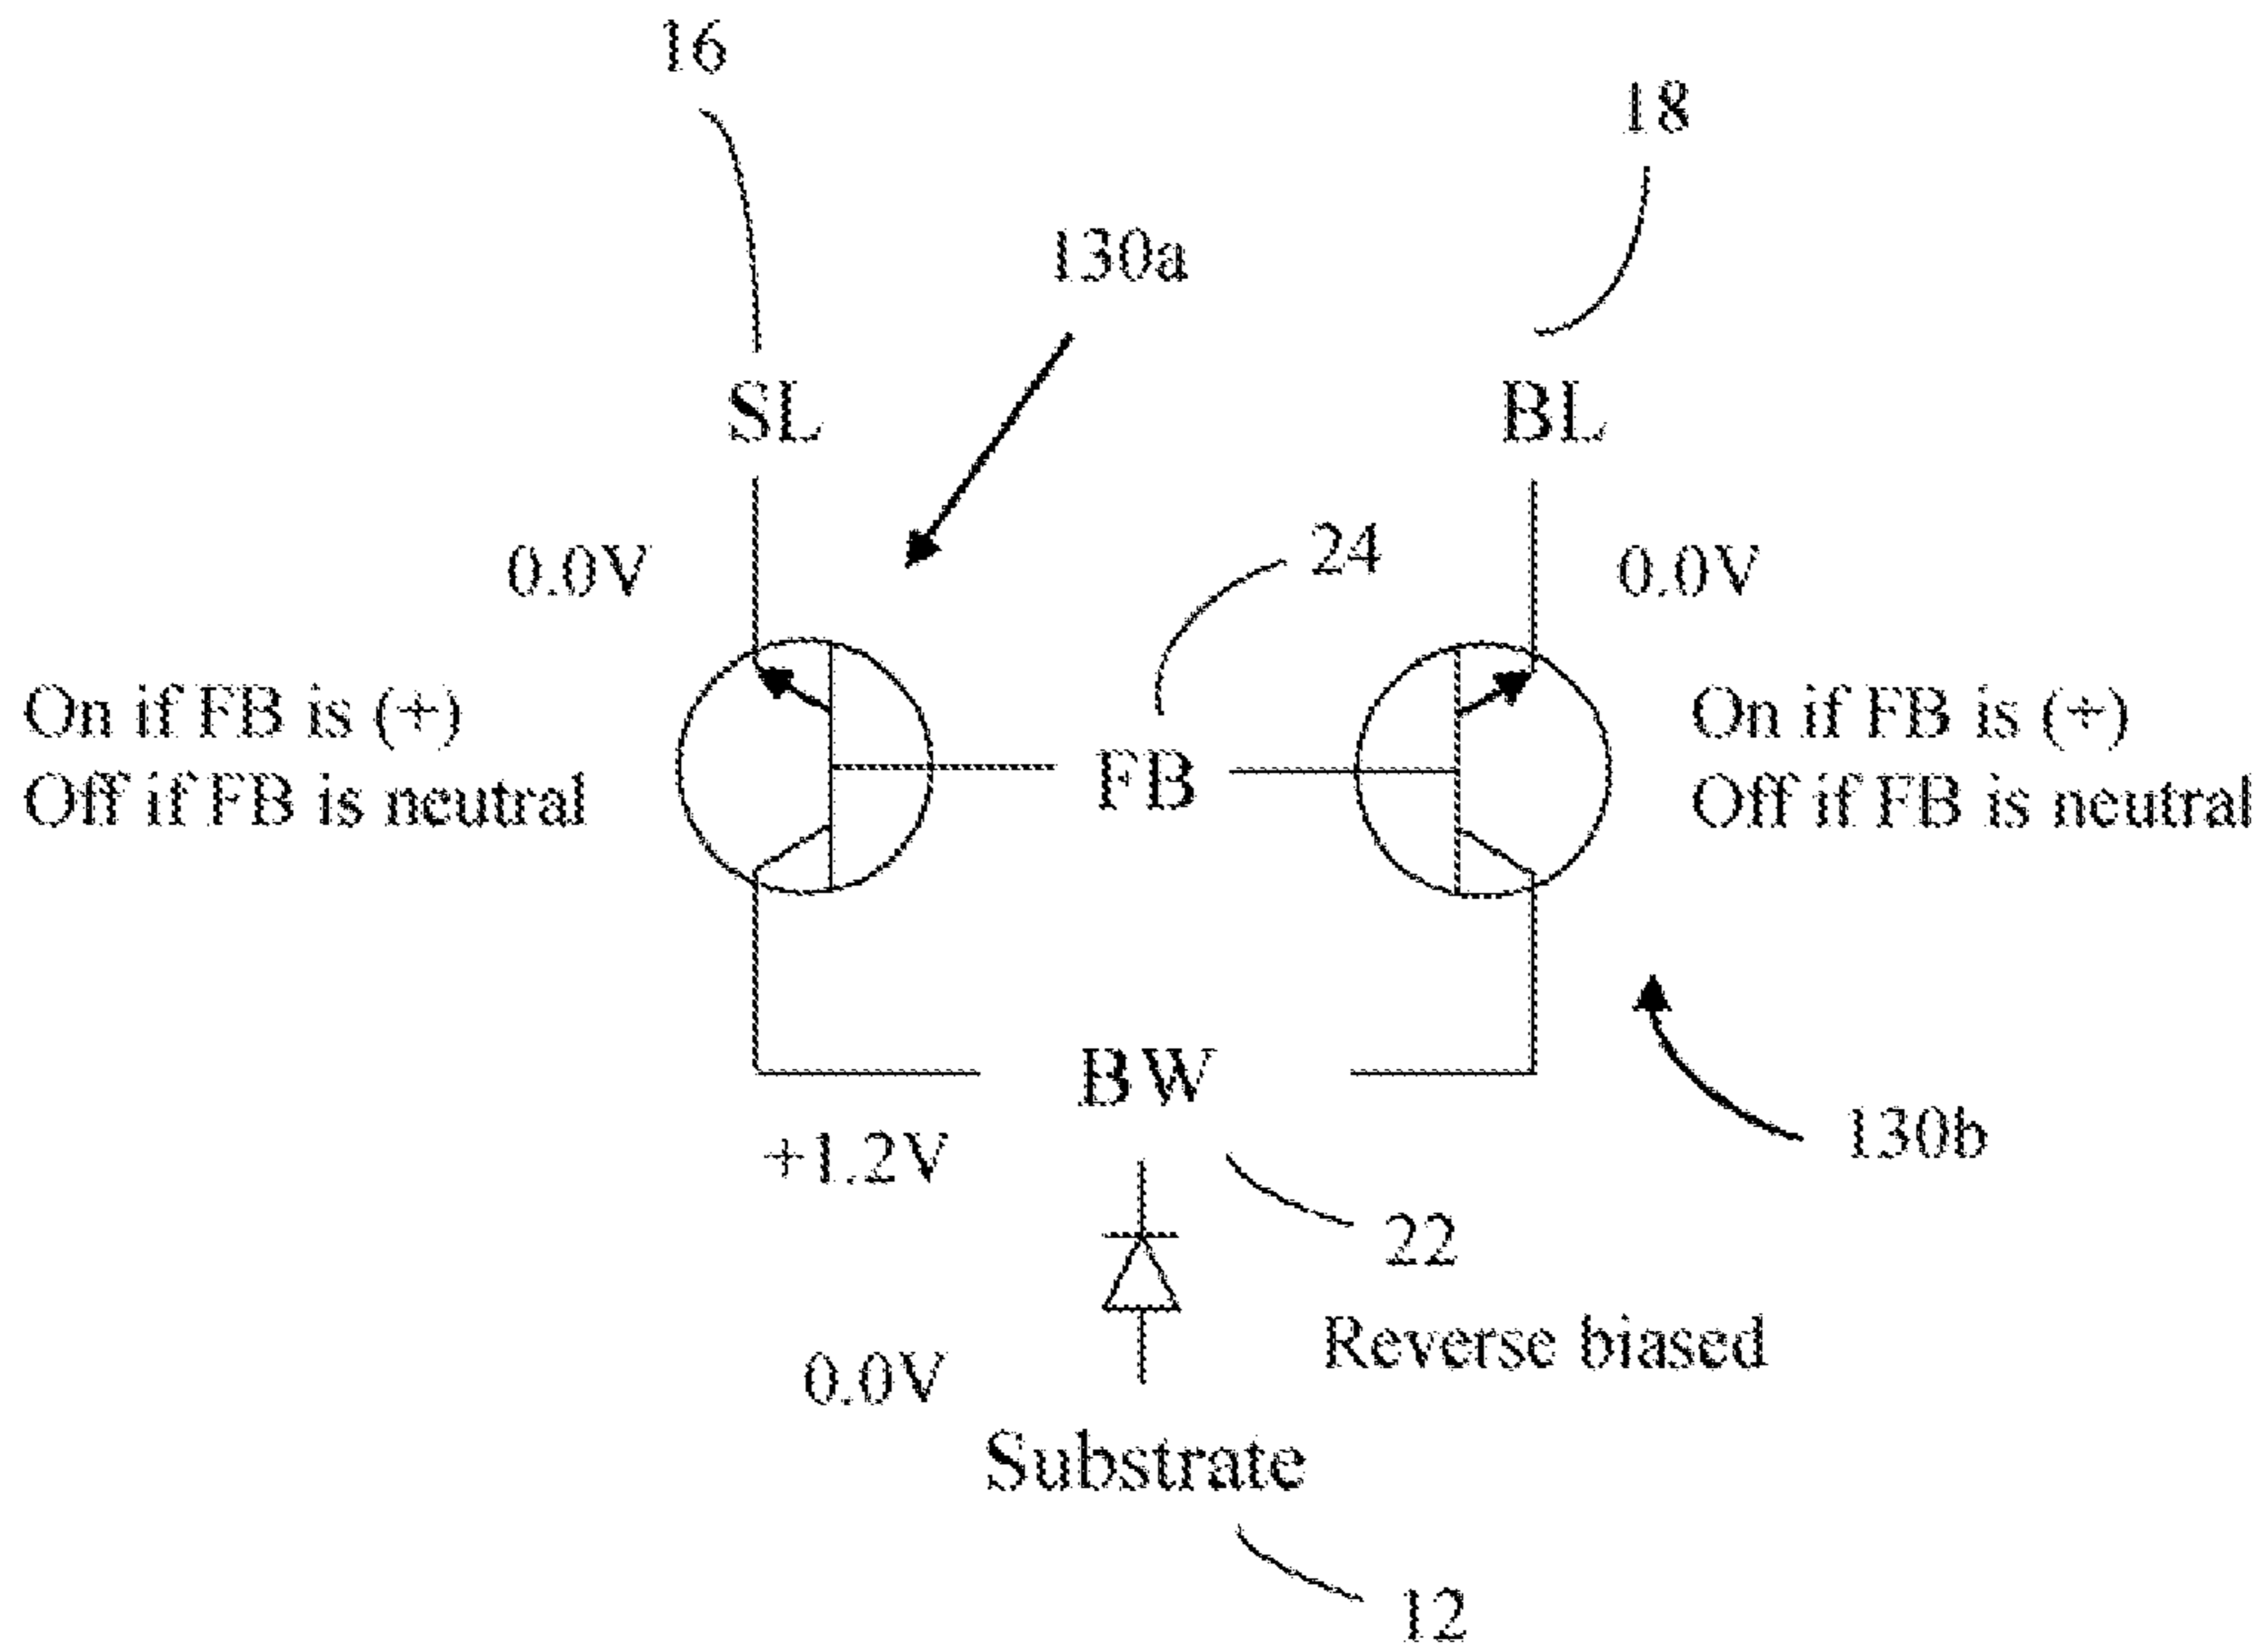 16
18
130a
SL
BL
0.0V
24
0.0V
On if FB is (+)
Off if FB is neutral
FB
On if FB is (+)
Off if FB is neutral
BW
+1.2V
130b
22
Reverse biased
0.0V
Substrate
12